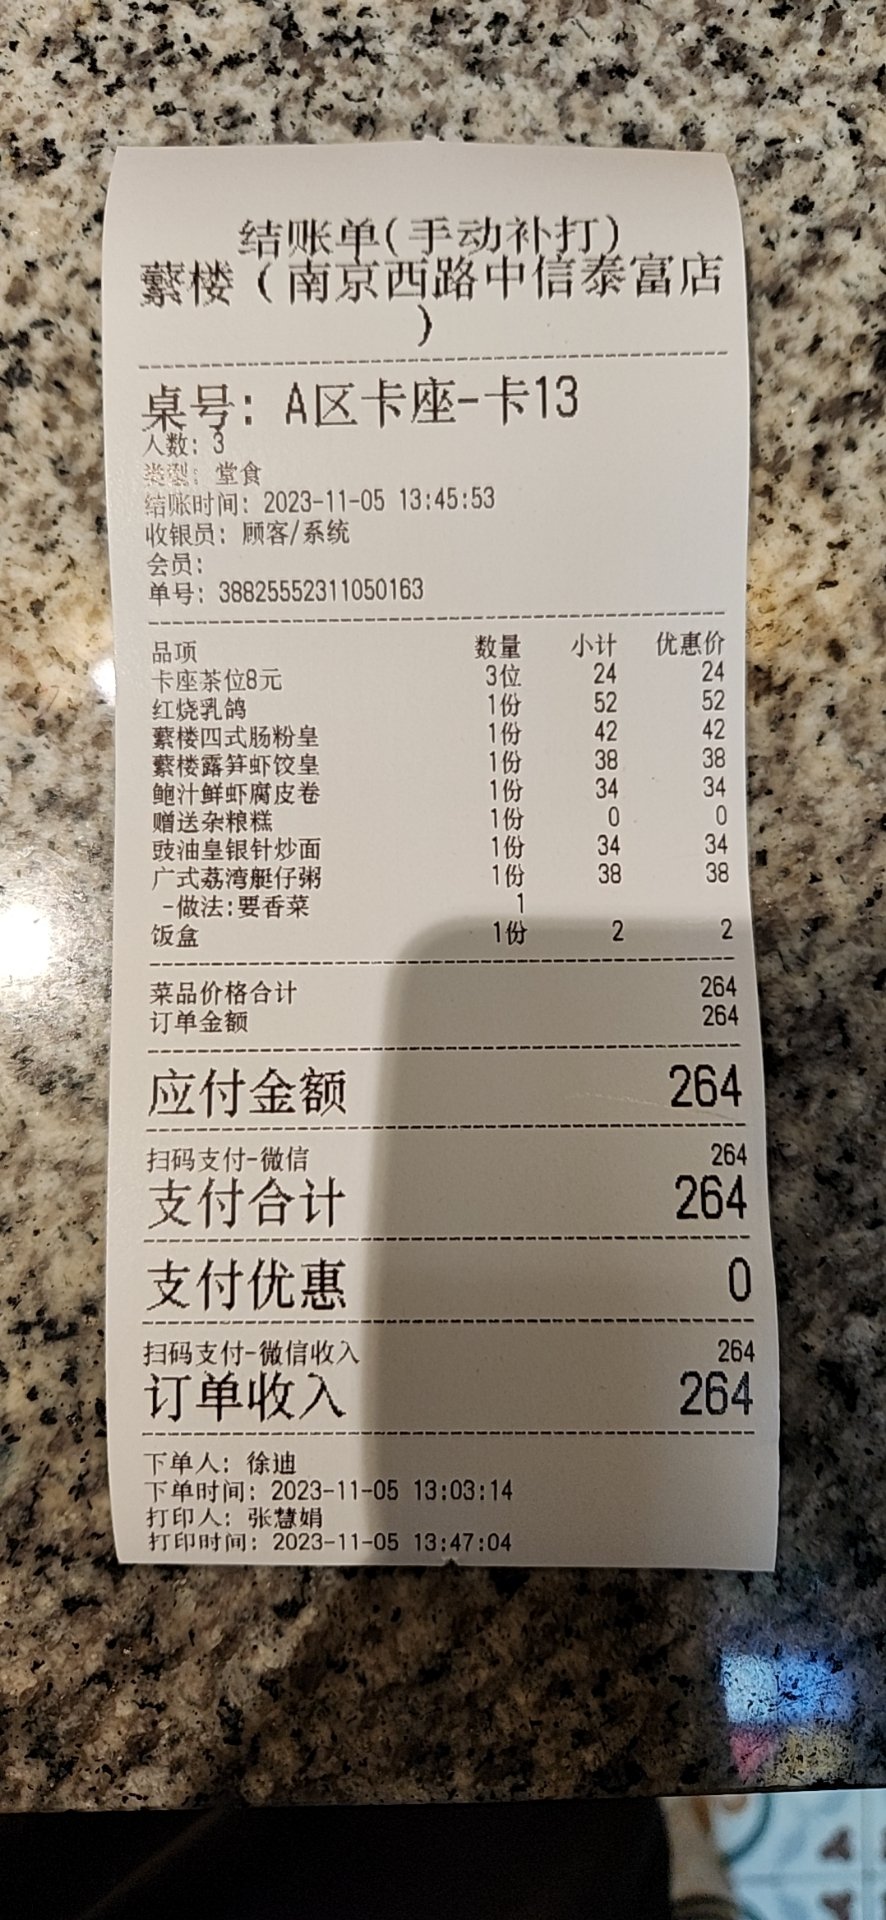 结账单(手动补打)
蘩楼(南京西路中信泰富店
)
桌号: A区卡座-卡13
人数: 3
类型: 堂食
结账时间: 2023-11-05 13:45:53
收银员: 顾客/系统
会员:
单号: 38825552311050163
品项 数量 小计 优惠价
卡座茶位8元 3位 24 24
红烧乳鸽 1份 52 52
蘩楼四式肠粉皇 1份 42 42
蘩楼露笋虾饺皇 1份 38 38
鲍汁鲜虾腐皮卷 1份 34 34
赠送杂粮糕 1份 0 0
豉油皇银针炒面 1份 34 34
广式荔湾艇仔粥 1份 38 38
-做法:要香菜 1
饭盒 1份 2 2
菜品价格合计 264
订单金额 264
应付金额 264
扫码支付-微信 264
支付合计 264
支付优惠 0
扫码支付-微信收入 264
订单收入 264
下单人: 徐迪
下单时间: 2023-11-05 13:03:14
打印人: 张慧娟
打印时间: 2023-11-05 13:47:04